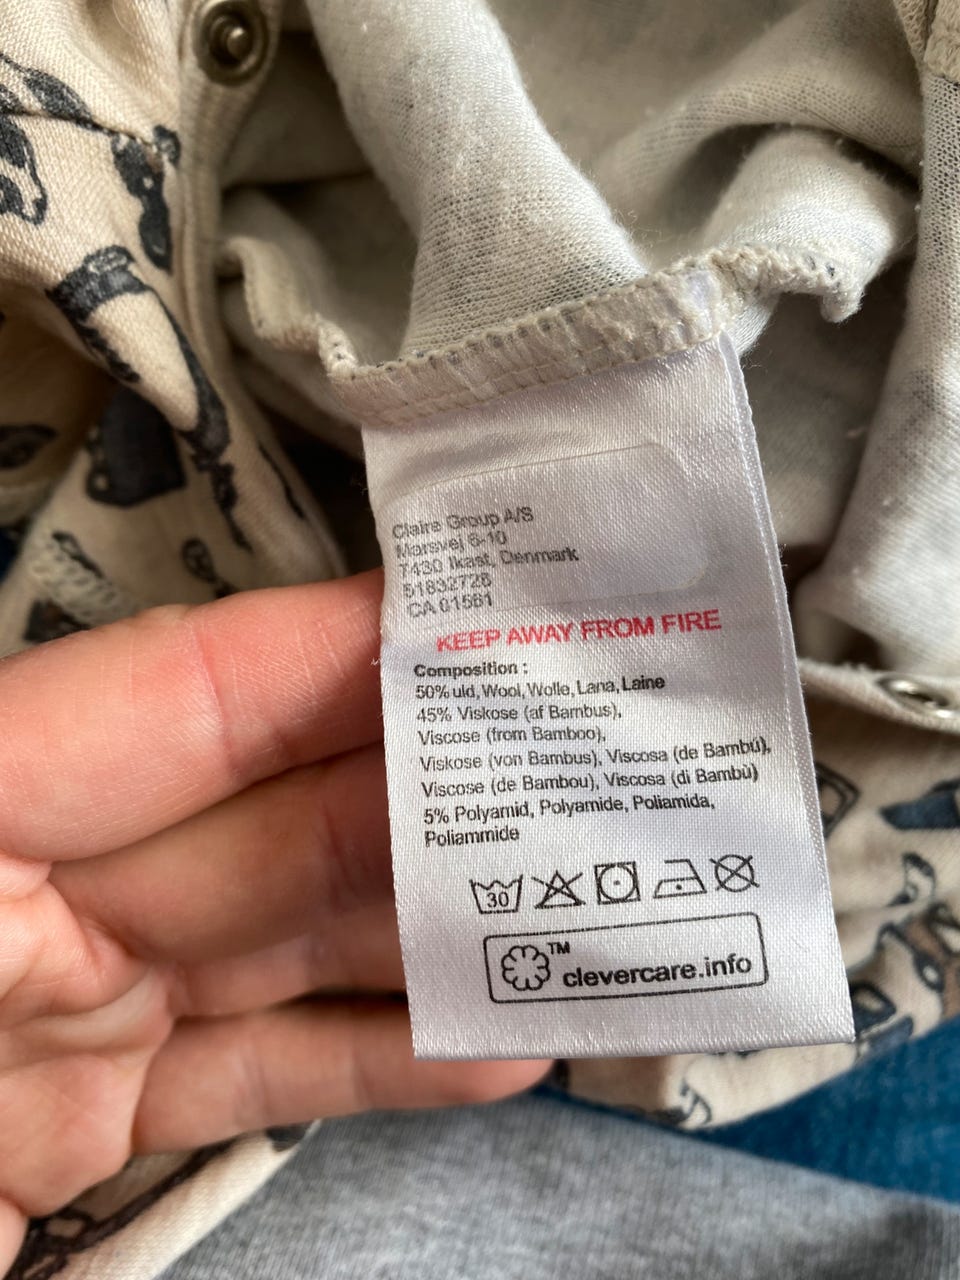 Claire Group A/S
Marsvej 6-10
7430 Ikast, Denmark
51832728
CA 01561
KEEP AWAY FROM FIRE
Composition :
50% uld, Wool, Wolle, Lana, Laine
45% Viskose (af Bambus),
Viscose (from Bamboo),
Viskose (von Bambus), Viscosa (de Bambú),
Viscose (de Bambou), Viscosa (di Bambù)
5% Polyamid, Polyamide, Poliamida,
Poliammide
30
TM
clevercare.info